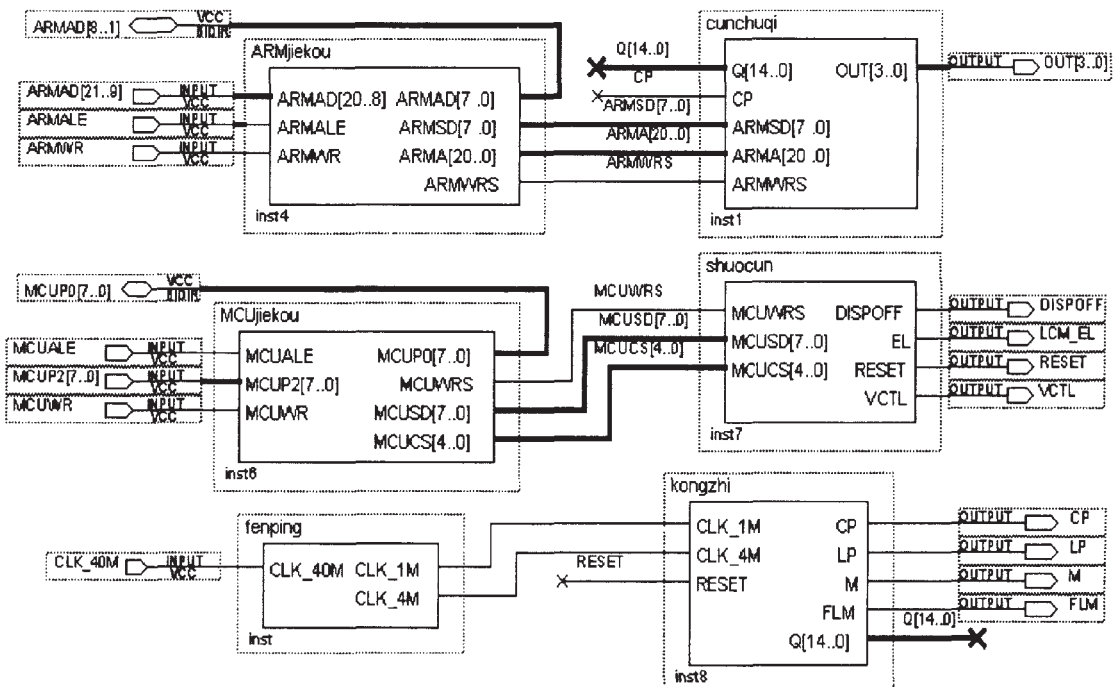 ARMAD[8..1] VCC BIDIR
ARMjiekou
ARMAD[21..9] INPUT VCC
ARMALE INPUT VCC
ARMWR INPUT VCC
ARMAD[20..8] ARMAD[7..0]
ARMALE ARMSD[7..0]
ARMWR ARMA[20..0]
ARMWRS
inst4
cunchuqi
Q[14..0]
CP
ARMSD[7..0]
ARMA[20..0]
ARMWRS
Q[14..0] OUT[3..0]
CP
ARMSD[7..0]
ARMA[20..0]
ARMWRS
inst1
OUTPUT OUT[3..0]
MCUP0[7..0] VCC BIDIR
MCUjiekou
MCUALE INPUT VCC
MCUP2[7..0] INPUT VCC
MCUWR INPUT VCC
MCUALE MCUP0[7..0]
MCUP2[7..0] MCUWRS
MCUWR MCUSD[7..0]
MCUCS[4..0]
inst6
shuocun
MCUWRS
MCUSD[7..0]
MCUCS[4..0]
MCUWRS DISPOFF
MCUSD[7..0] EL
MCUCS[4..0] RESET
VCTL
inst7
OUTPUT DISPOFF
OUTPUT LCM_EL
OUTPUT RESET
OUTPUT VCTL
fenping
CLK_40M INPUT VCC
CLK_40M CLK_1M
CLK_4M
inst
kongzhi
RESET
CLK_1M CP
CLK_4M LP
RESET M
FLM
Q[14..0]
inst8
OUTPUT CP
OUTPUT LP
OUTPUT M
OUTPUT FLM
Q[14..0]